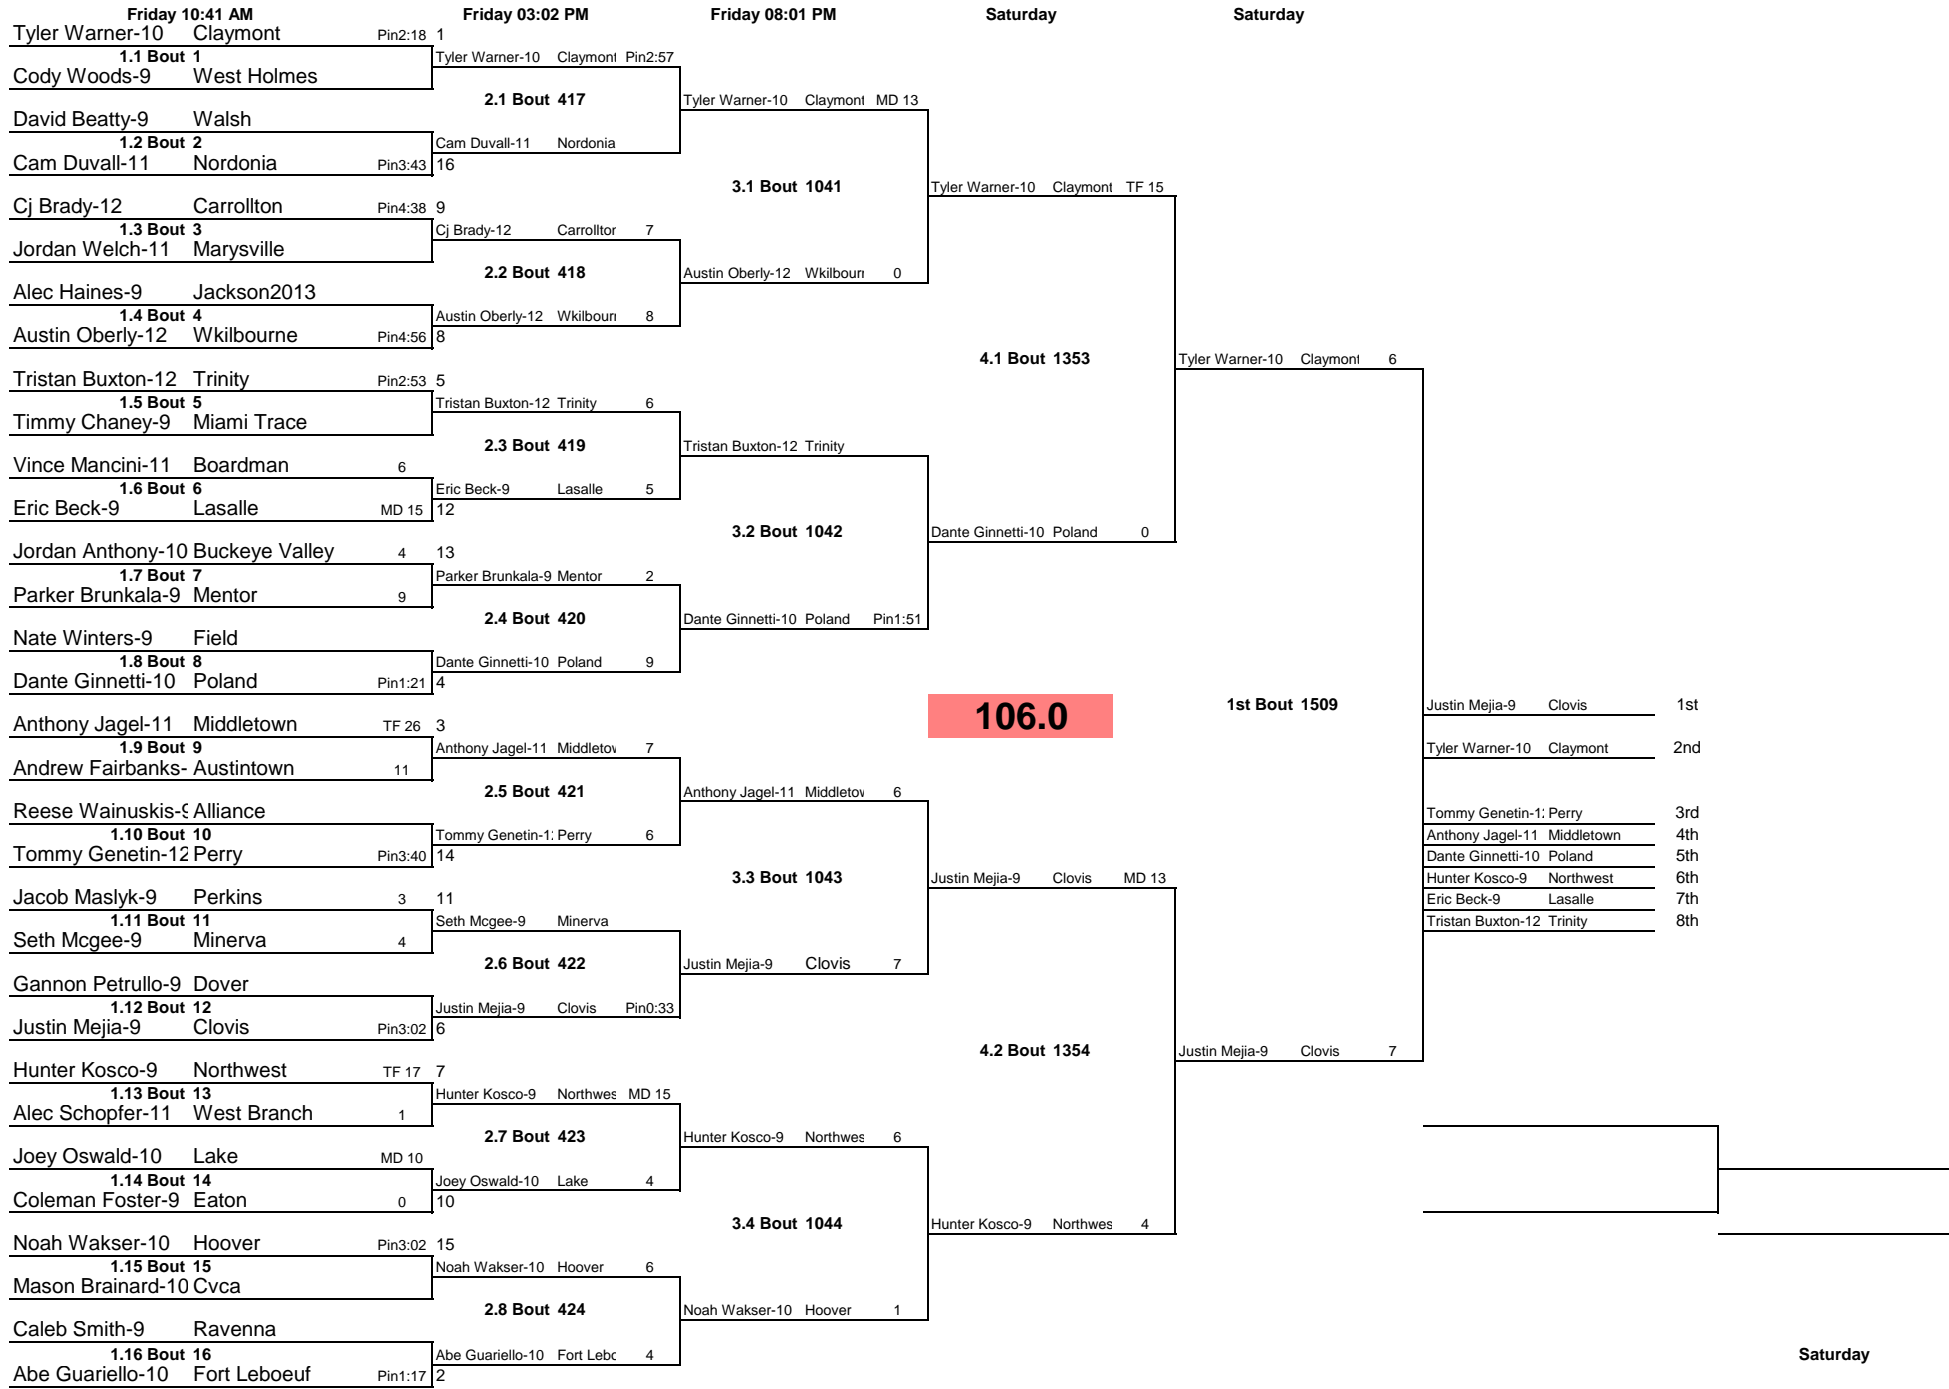 Friday 10:41 AM Friday 03:02 PM Friday 08:01 PM Saturday Saturday
Tyler Warner-10 Claymont Pin2:18 1
1.1 Bout 1 Tyler Warner-10 Claymont Pin2:57
Cody Woods-9 West Holmes
2.1 Bout 417 Tyler Warner-10 Claymont MD 13
David Beatty-9 Walsh
1.2 Bout 2 Cam Duvall-11 Nordonia
Cam Duvall-11 Nordonia Pin3:43 16
3.1 Bout 1041 Tyler Warner-10 Claymont TF 15
Cj Brady-12 Carrollton Pin4:38 9
1.3 Bout 3 Cj Brady-12 Carrollton 7
Jordan Welch-11 Marysville
2.2 Bout 418 Austin Oberly-12 Wkilbourn 0
Alec Haines-9 Jackson2013
1.4 Bout 4 Austin Oberly-12 Wkilbourn 8
Austin Oberly-12 Wkilbourne Pin4:56 8
4.1 Bout 1353 Tyler Warner-10 Claymont 6
Tristan Buxton-12 Trinity Pin2:53 5
1.5 Bout 5 Tristan Buxton-12 Trinity 6
Timmy Chaney-9 Miami Trace
2.3 Bout 419 Tristan Buxton-12 Trinity
Vince Mancini-11 Boardman 6
1.6 Bout 6 Eric Beck-9 Lasalle 5
Eric Beck-9 Lasalle MD 15 12
3.2 Bout 1042 Dante Ginnetti-10 Poland 0
Jordan Anthony-10 Buckeye Valley 4 13
1.7 Bout 7 Parker Brunkala-9 Mentor 2
Parker Brunkala-9 Mentor 9
2.4 Bout 420 Dante Ginnetti-10 Poland Pin1:51
Nate Winters-9 Field
1.8 Bout 8 Dante Ginnetti-10 Poland 9
Dante Ginnetti-10 Poland Pin1:21 4
106.0 1st Bout 1509 Justin Mejia-9 Clovis 1st
Anthony Jagel-11 Middletown TF 26 3
1.9 Bout 9 Anthony Jagel-11 Middletow 7 Tyler Warner-10 Claymont 2nd
Andrew Fairbanks- Austintown 11
2.5 Bout 421 Anthony Jagel-11 Middletow 6
Reese Wainuskis-9 Alliance Tommy Genetin-12 Perry 3rd
1.10 Bout 10 Tommy Genetin-12 Perry 6 Anthony Jagel-11 Middletown 4th
Tommy Genetin-12 Perry Pin3:40 14 Dante Ginnetti-10 Poland 5th
3.3 Bout 1043 Justin Mejia-9 Clovis MD 13 Hunter Kosco-9 Northwest 6th
Jacob Maslyk-9 Perkins 3 11 Eric Beck-9 Lasalle 7th
1.11 Bout 11 Seth Mcgee-9 Minerva Tristan Buxton-12 Trinity 8th
Seth Mcgee-9 Minerva 4
2.6 Bout 422 Justin Mejia-9 Clovis 7
Gannon Petrullo-9 Dover
1.12 Bout 12 Justin Mejia-9 Clovis Pin0:33
Justin Mejia-9 Clovis Pin3:02 6
4.2 Bout 1354 Justin Mejia-9 Clovis 7
Hunter Kosco-9 Northwest TF 17 7
1.13 Bout 13 Hunter Kosco-9 Northwes MD 15
Alec Schopfer-11 West Branch 1
2.7 Bout 423 Hunter Kosco-9 Northwes 6
Joey Oswald-10 Lake MD 10
1.14 Bout 14 Joey Oswald-10 Lake 4
Coleman Foster-9 Eaton 0 10
3.4 Bout 1044 Hunter Kosco-9 Northwes 4
Noah Wakser-10 Hoover Pin3:02 15
1.15 Bout 15 Noah Wakser-10 Hoover 6
Mason Brainard-10 Cvca
2.8 Bout 424 Noah Wakser-10 Hoover 1
Caleb Smith-9 Ravenna
1.16 Bout 16 Abe Guariello-10 Fort Lebo 4 Saturday
Abe Guariello-10 Fort Leboeuf Pin1:17 2